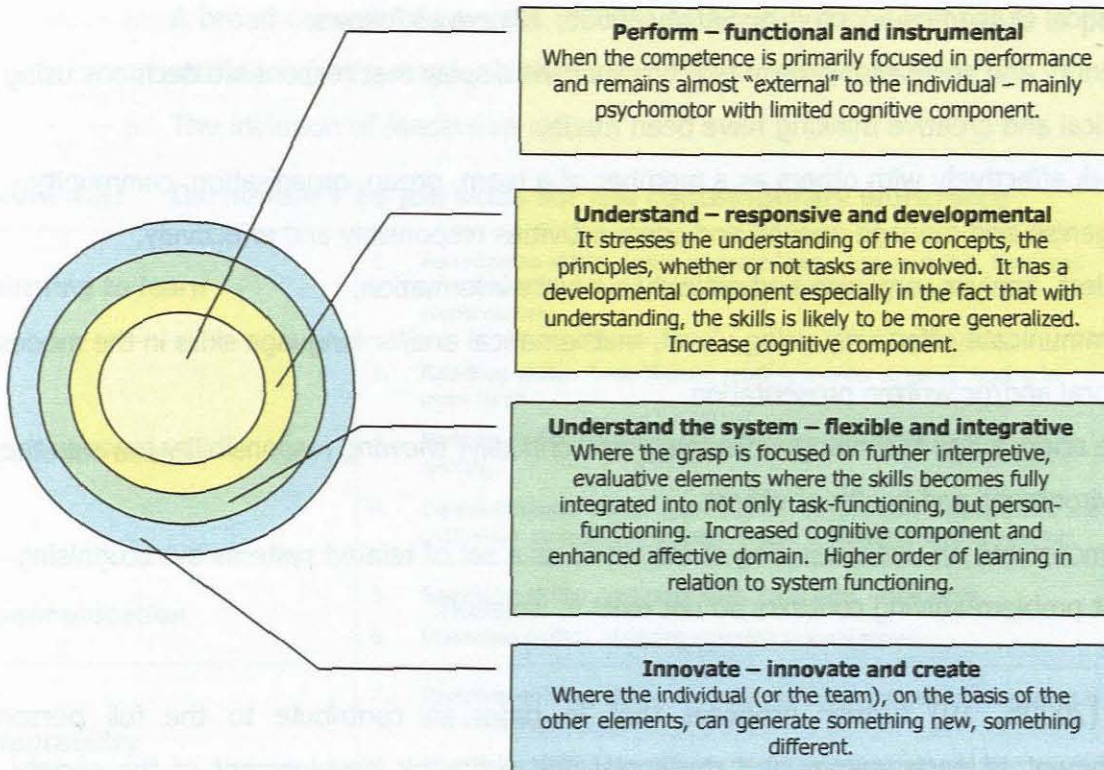 Perform – functional and instrumental
When the competence is primarily focused in performance
and remains almost "external" to the individual – mainly
psychomotor with limited cognitive component.
Understand – responsive and developmental
It stresses the understanding of the concepts, the
principles, whether or not tasks are involved. It has a
developmental component especially in the fact that with
understanding, the skills is likely to be more generalized.
Increase cognitive component.
Understand the system – flexible and integrative
Where the grasp is focused on further interpretive,
evaluative elements where the skills becomes fully
integrated into not only task-functioning, but person-
functioning. Increased cognitive component and
enhanced affective domain. Higher order of learning in
relation to system functioning.
Innovate – innovate and create
Where the individual (or the team), on the basis of the
other elements, can generate something new, something
different.